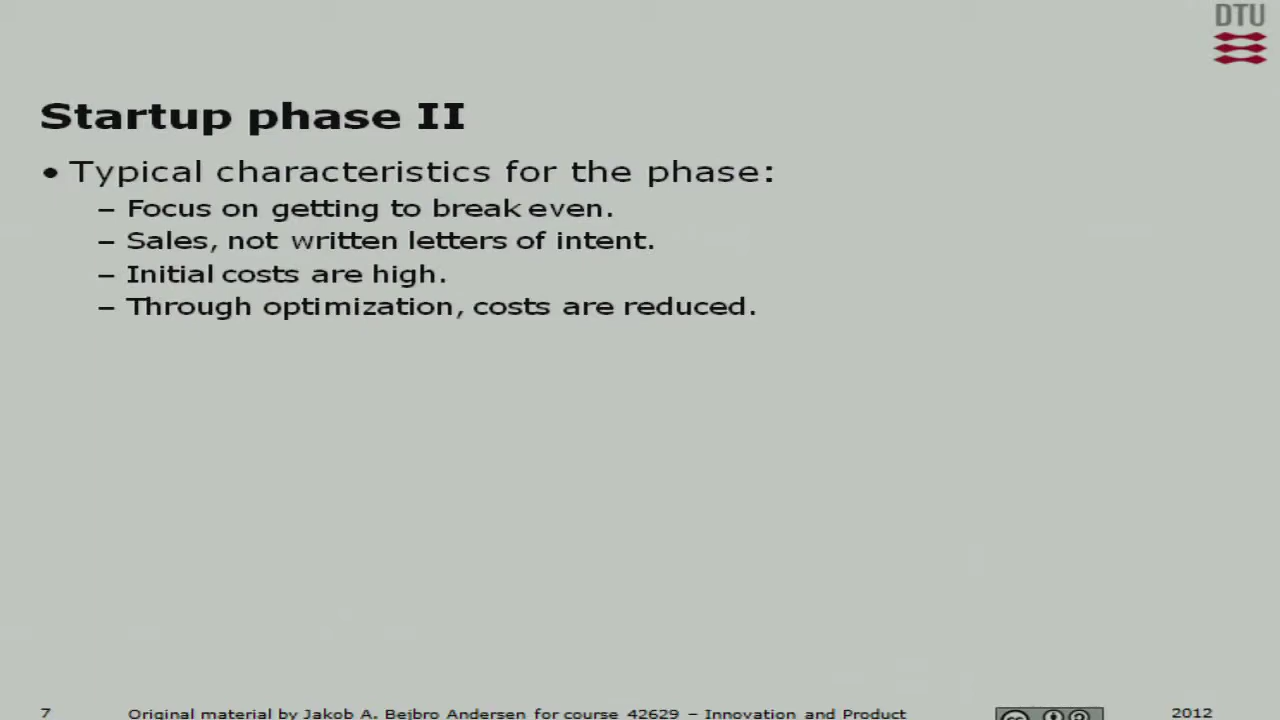 DTU
Startup phase II
• Typical characteristics for the phase:
– Focus on getting to break even.
– Sales, not written letters of intent.
– Initial costs are high.
– Through optimization, costs are reduced.
7 Original material by Jakob A. Bejbro Andersen for course 42629 – Innovation and Product 2012